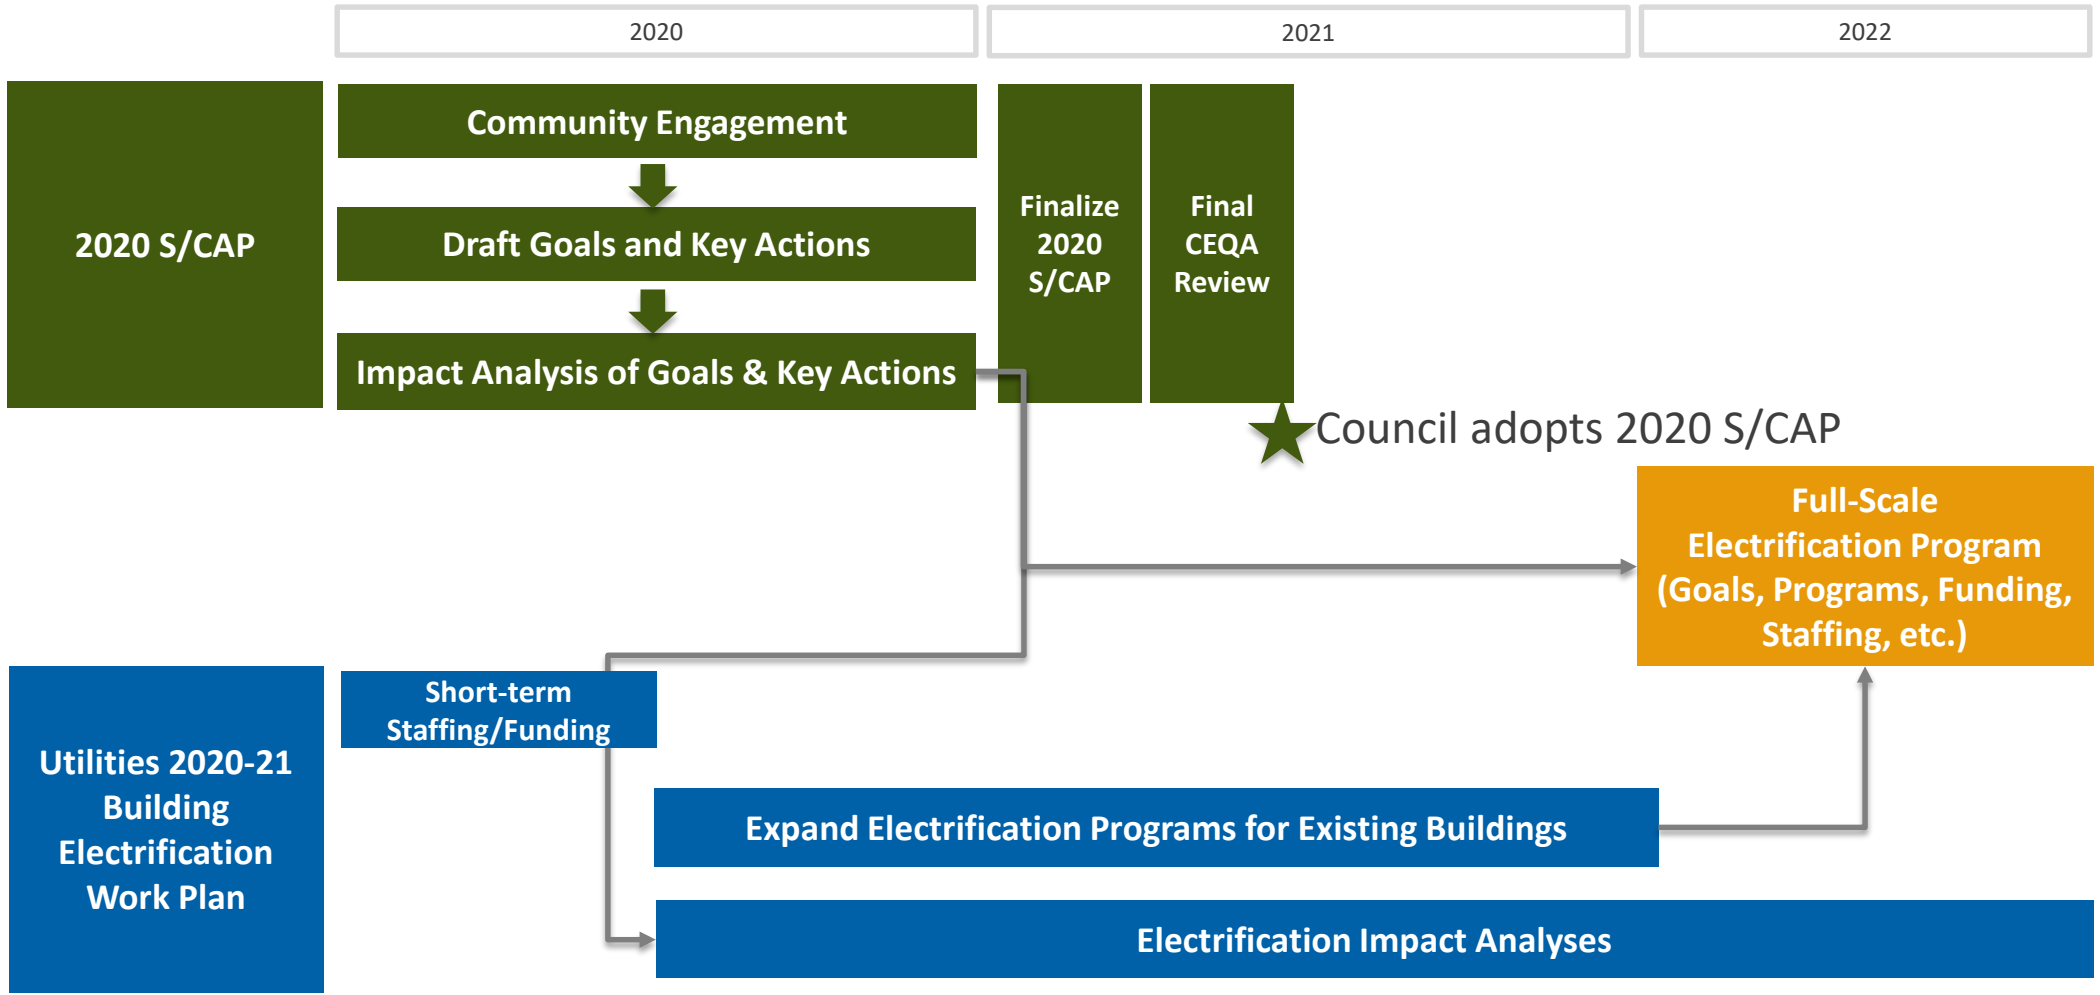 2020
2021
2022
2020 S/CAP
Community Engagement
Draft Goals and Key Actions
Impact Analysis of Goals & Key Actions
Finalize
2020
S/CAP
Final
CEQA
Review
Council adopts 2020 S/CAP
Full-Scale
Electrification Program
(Goals, Programs, Funding,
Staffing, etc.)
Utilities 2020-21
Building
Electrification
Work Plan
Short-term
Staffing/Funding
Expand Electrification Programs for Existing Buildings
Electrification Impact Analyses